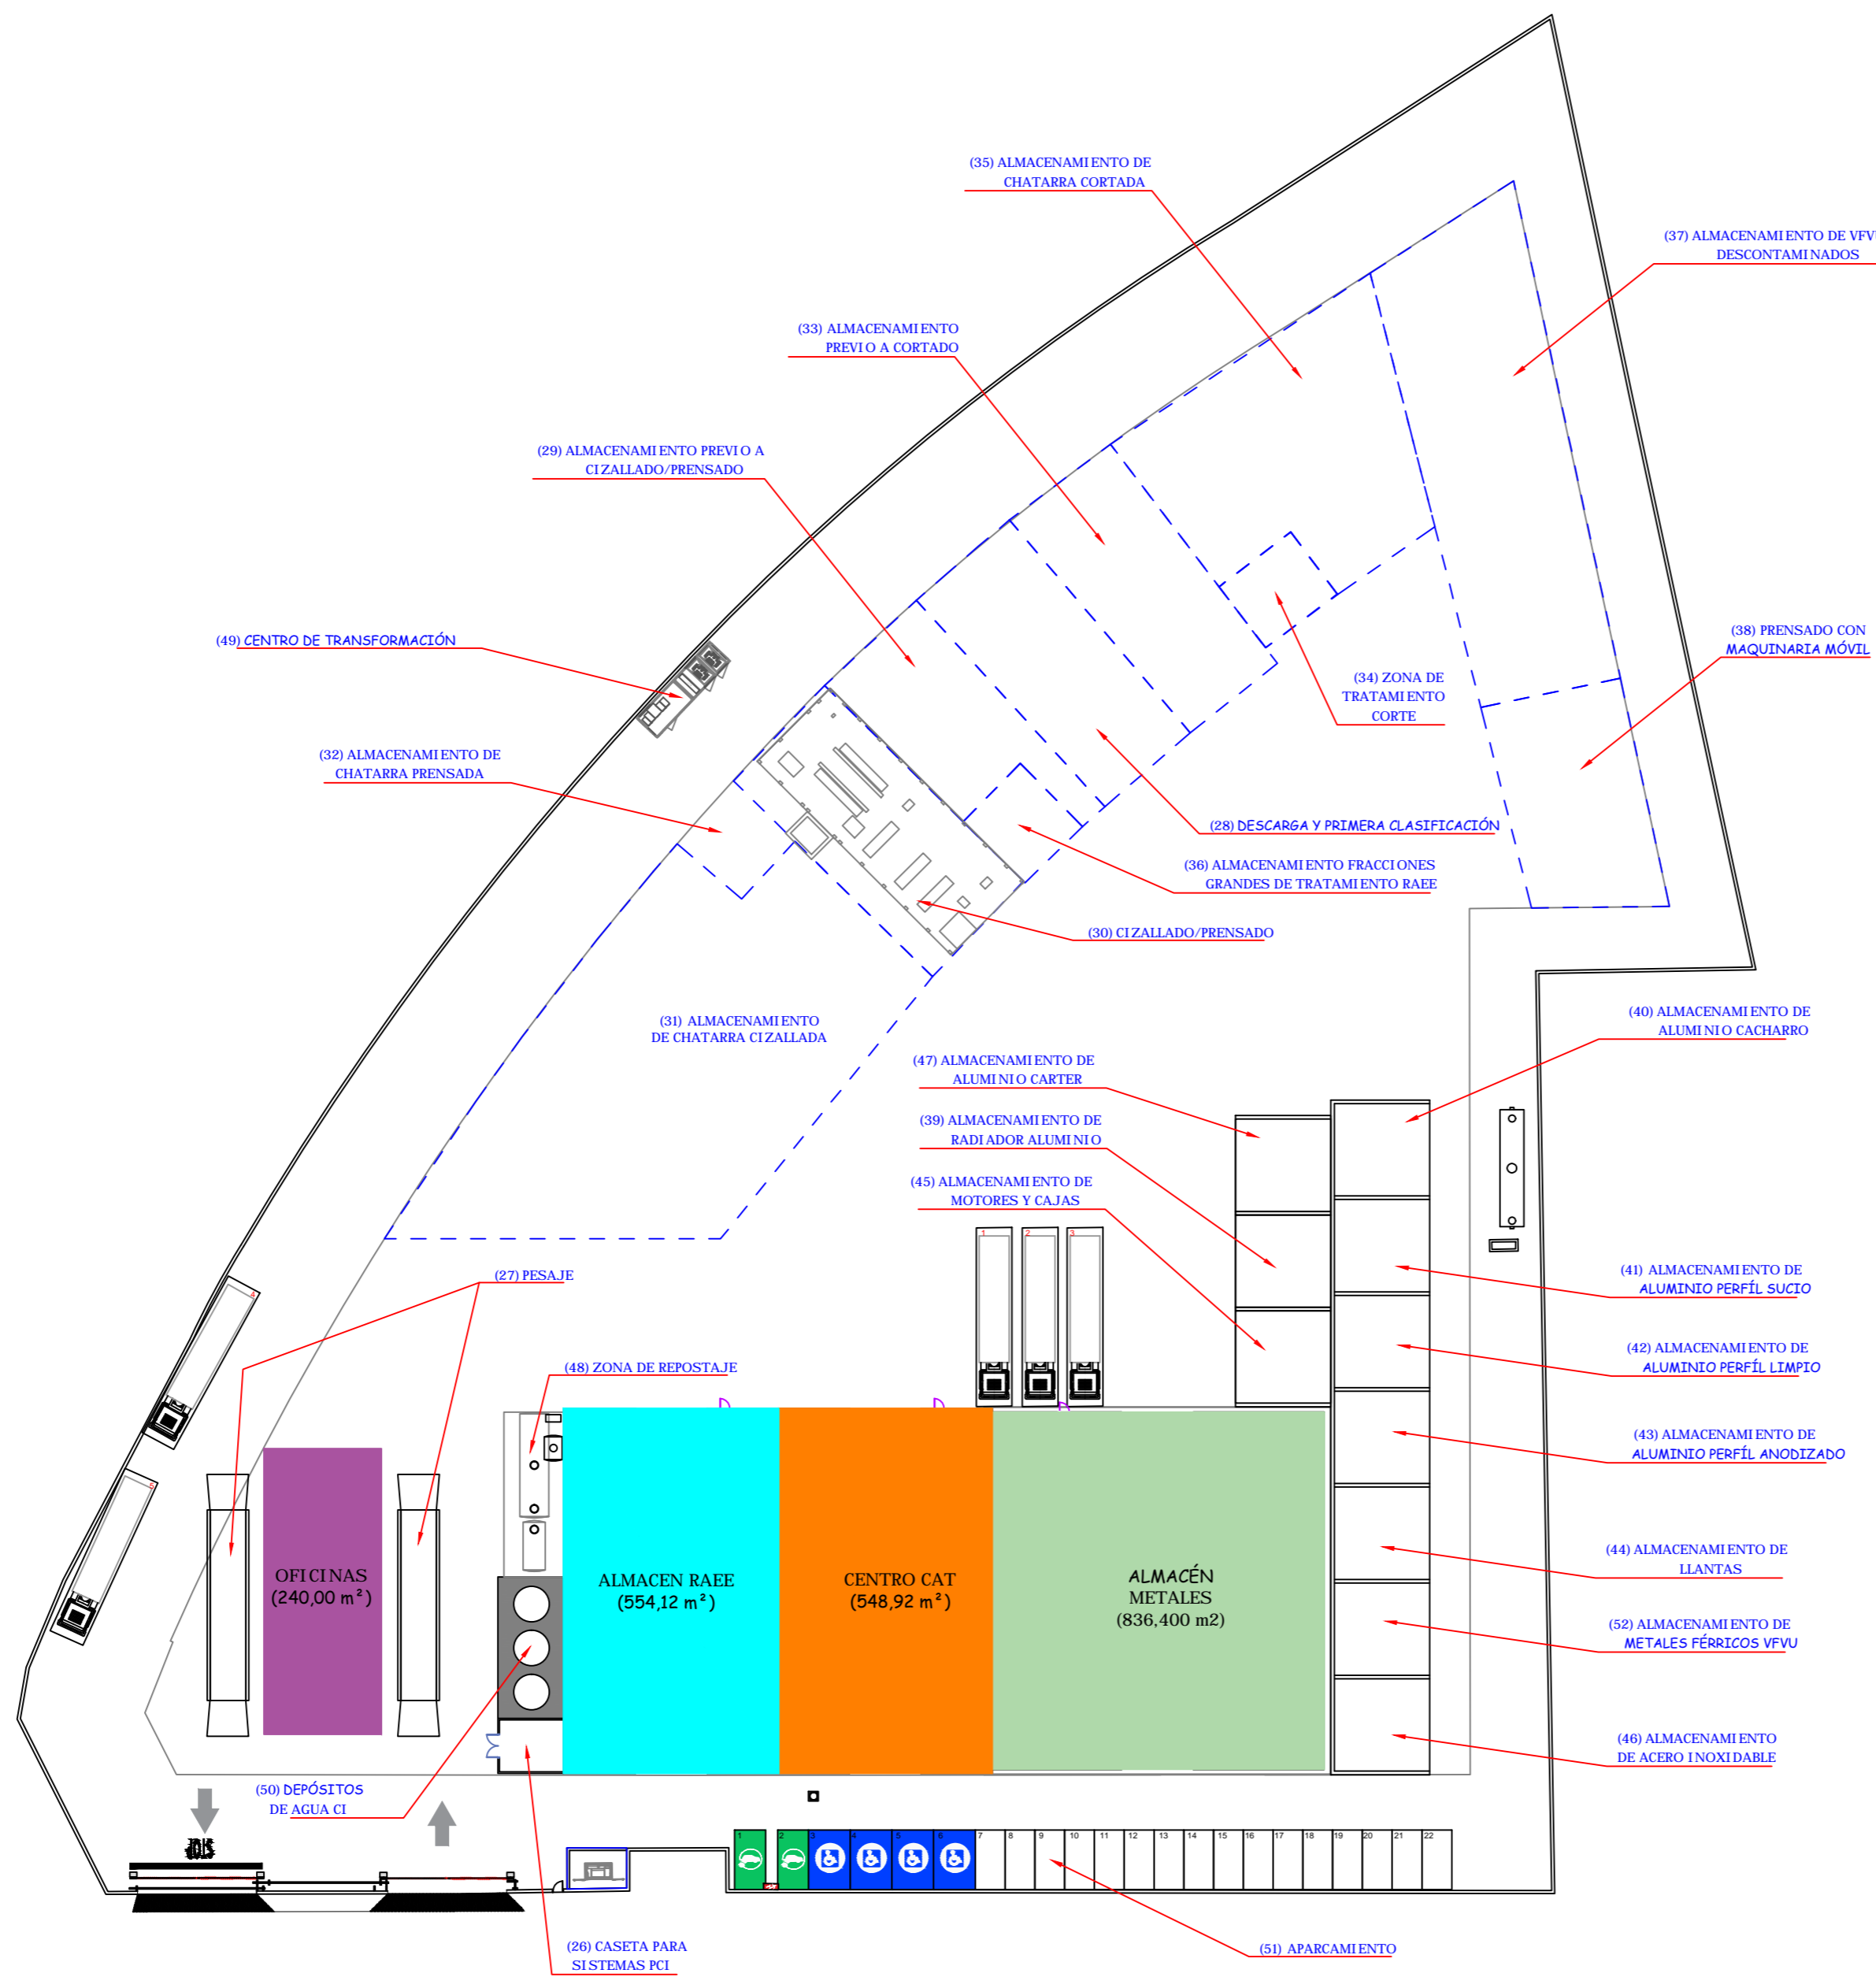 (35) ALMACENAMIENTO DE
CHATARRA CORTADA
(37) ALMACENAMIENTO DE VFVU
DESCONTAMINADOS
(33) ALMACENAMIENTO
PREVIO A CORTADO
(29) ALMACENAMIENTO PREVIO A
CIZALLADO/PRENSADO
(49) CENTRO DE TRANSFORMACIÓN
(38) PRENSADO CON
MAQUINARIA MÓVIL
(34) ZONA DE
TRATAMIENTO
CORTE
(32) ALMACENAMIENTO DE
CHATARRA PRENSADA
(28) DESCARGA Y PRIMERA CLASIFICACIÓN
(36) ALMACENAMIENTO FRACCIONES
GRANDES DE TRATAMIENTO RAEE
(30) CIZALLADO/PRENSADO
(31) ALMACENAMIENTO
DE CHATARRA CIZALLADA
(40) ALMACENAMIENTO DE
ALUMINIO CACHARRO
(47) ALMACENAMIENTO DE
ALUMINIO CARTER
(39) ALMACENAMIENTO DE
RADIADOR ALUMINIO
(45) ALMACENAMIENTO DE
MOTORES Y CAJAS
1 2 3
(27) PESAJE
4
(41) ALMACENAMIENTO DE
ALUMINIO PERFÍL SUCIO
(42) ALMACENAMIENTO DE
ALUMINIO PERFÍL LIMPIO
(48) ZONA DE REPOSTAJE
(43) ALMACENAMIENTO DE
ALUMINIO PERFÍL ANODIZADO
5
OFICINAS
(240,00 m²)
ALMACEN RAEE
(554,12 m²)
CENTRO CAT
(548,92 m²)
ALMACÉN
METALES
(836,400 m2)
(44) ALMACENAMIENTO DE
LLANTAS
(52) ALMACENAMIENTO DE
METALES FÉRRICOS VFVU
(46) ALMACENAMIENTO
DE ACERO INOXIDABLE
(50) DEPÓSITOS
DE AGUA CI
1 2 3 4 5 6 7 8 9 10 11 12 13 14 15 16 17 18 19 20 21 22
(26) CASETA PARA
SISTEMAS PCI
(51) APARCAMIENTO